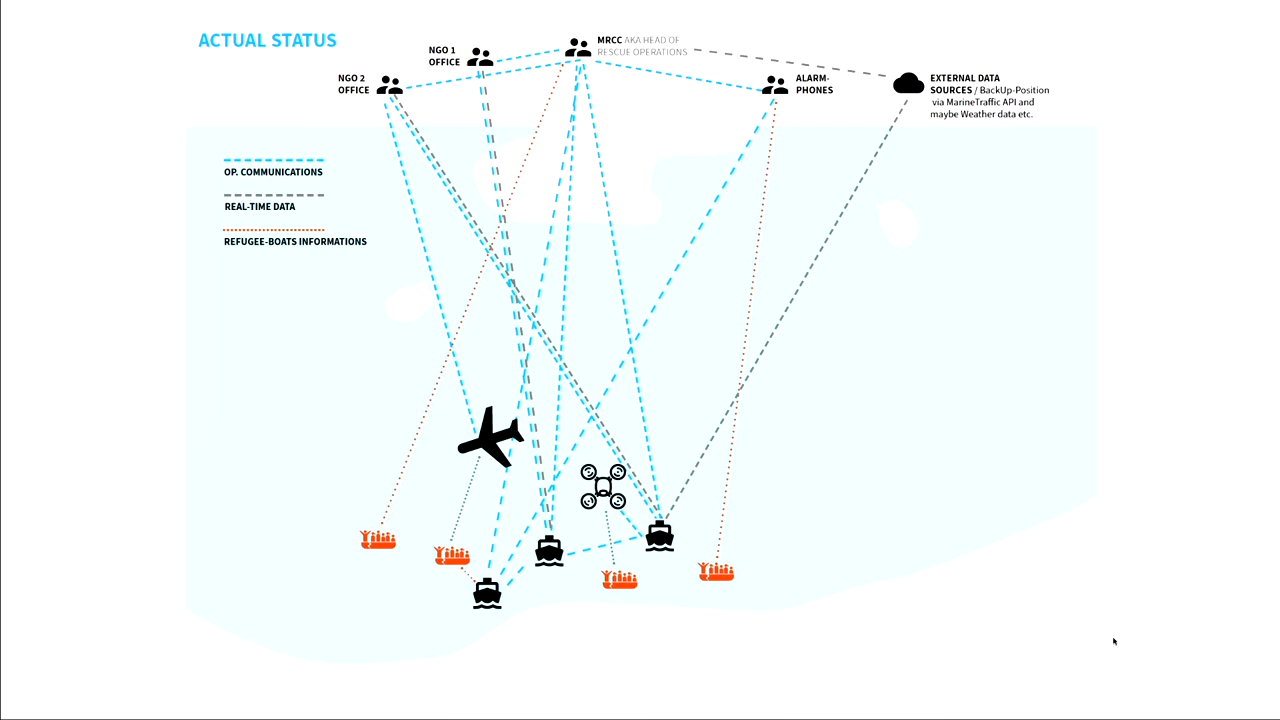 ACTUAL STATUS
NGO 1
OFFICE
MRCC AKA HEAD OF
RESCUE OPERATIONS
NGO 2
OFFICE
ALARM-
PHONES
EXTERNAL DATA
SOURCES / BackUp-Position
via MarineTraffic API and
maybe Weather data etc.
OP. COMMUNICATIONS
REAL-TIME DATA
REFUGEE-BOATS INFORMATIONS